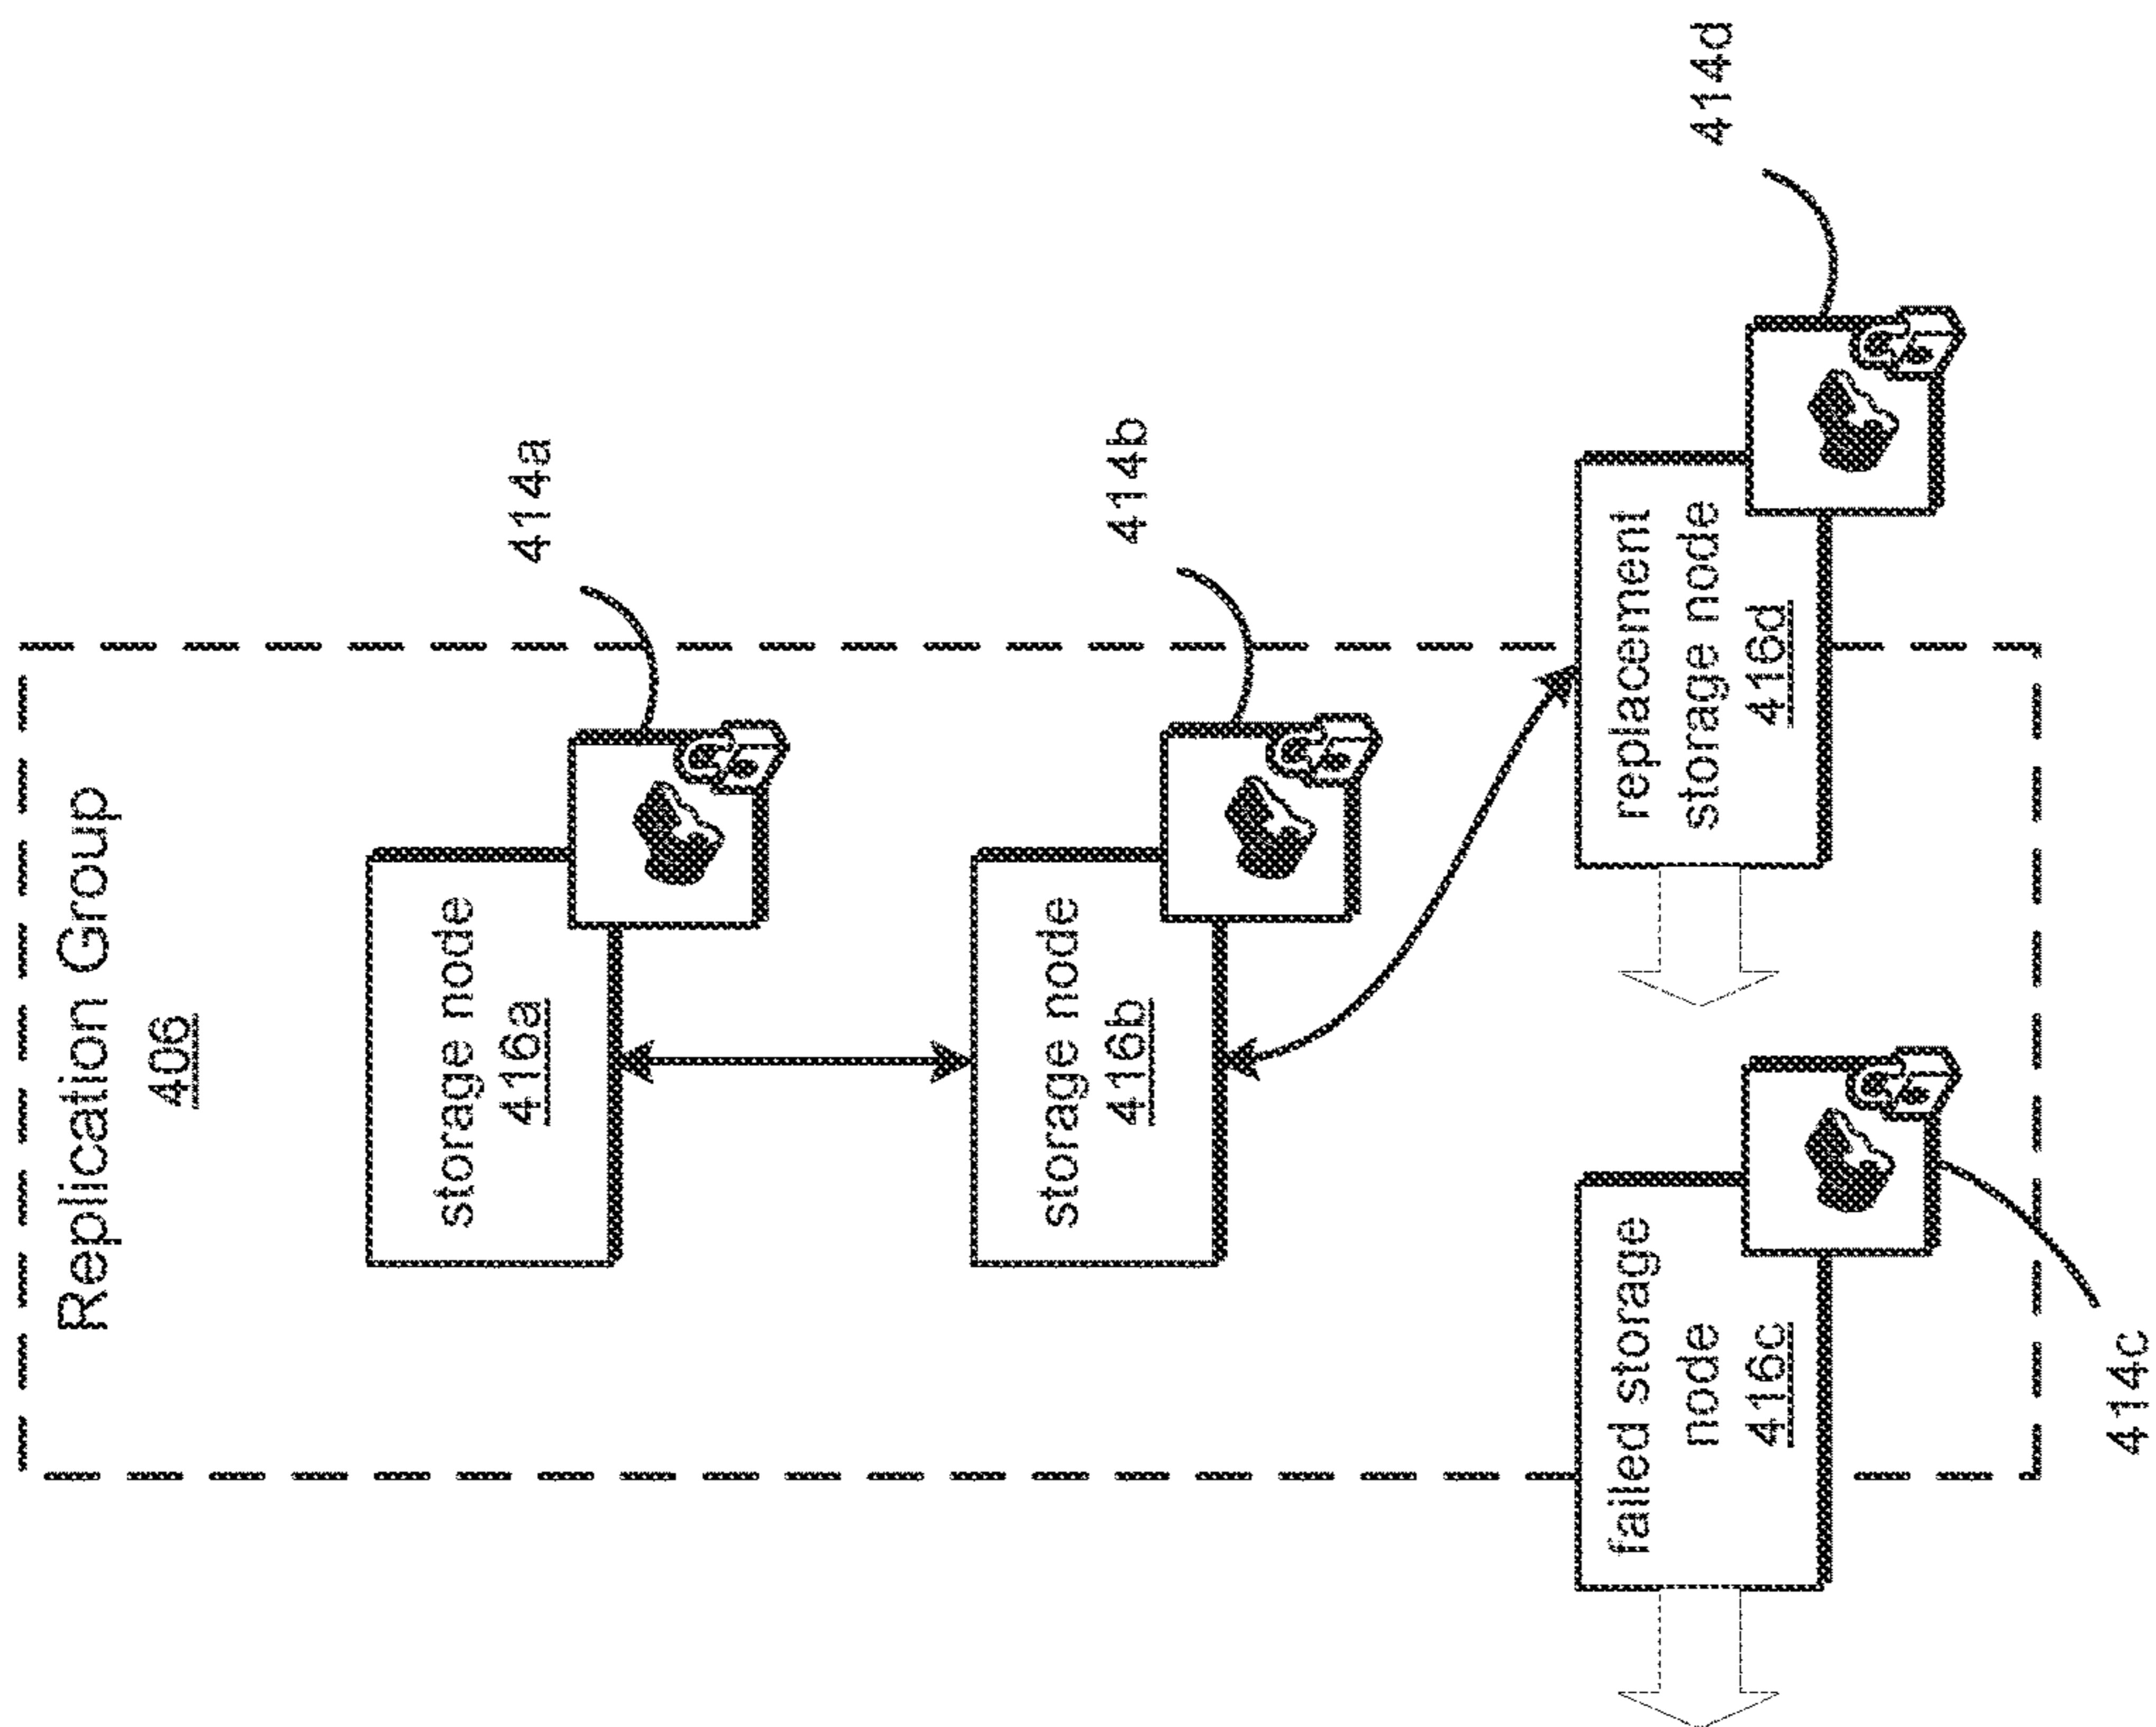 Replication Group
406
storage node
416a
414a
storage node
416b
414b
failed storage
node
416c
replacement
storage node
416d
414d
414c